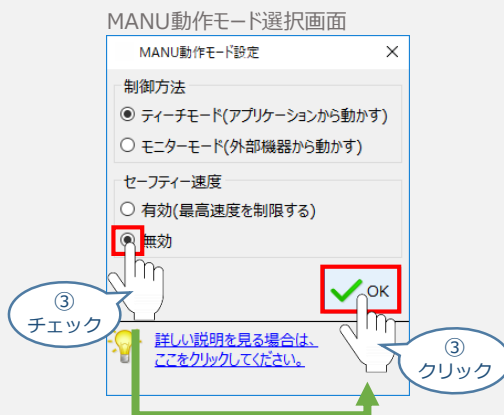 MANU動作モード選択画面
MANU動作モード設定
制御方法
ティーチモード(アプリケーションから動かす)
モニターモード(外部機器から動かす)
セーフティー速度
有効(最高速度を制限する)
無効
OK
③
チェック
詳しい説明を見る場合は、
ここをクリックしてください。
③
クリック